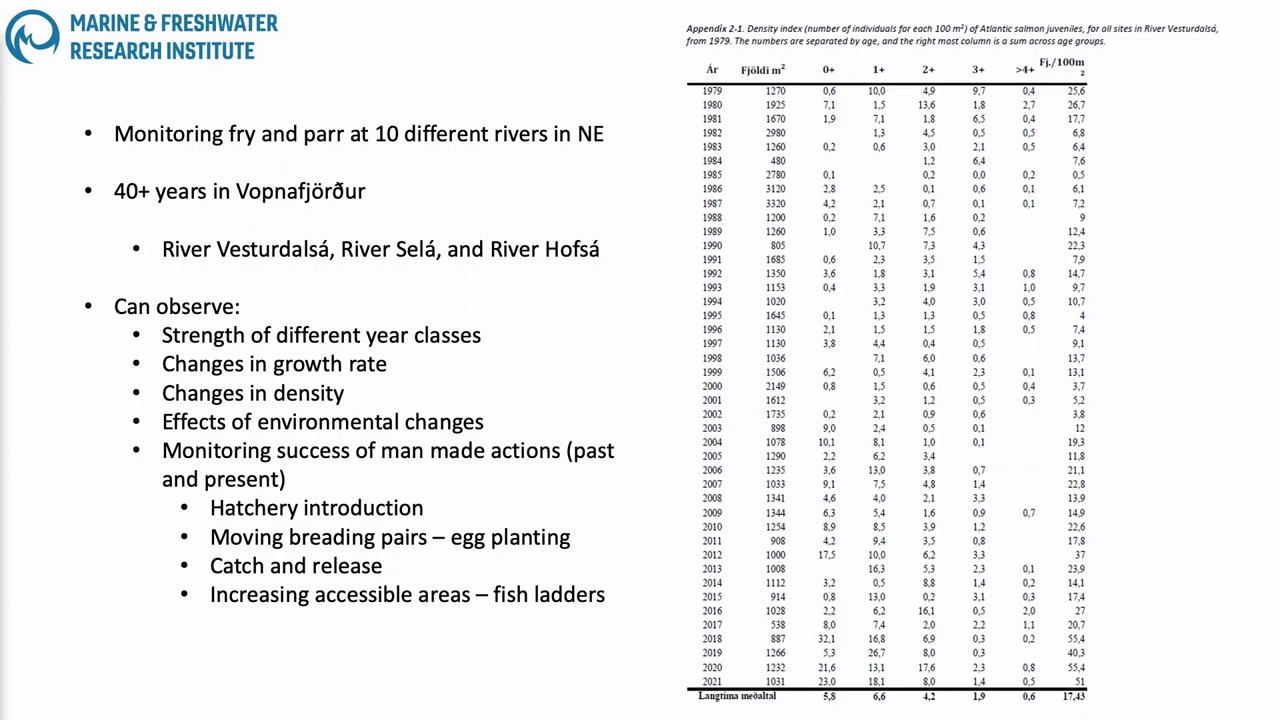 MARINE & FRESHWATER
RESEARCH INSTITUTE
• Monitoring fry and parr at 10 different rivers in NE
• 40+ years in Vopnafjörður
• River Vesturdalsá, River Selá, and River Hofsá
• Can observe:
• Strength of different year classes
• Changes in growth rate
• Changes in density
• Effects of environmental changes
• Monitoring success of man made actions (past
and present)
• Hatchery introduction
• Moving breading pairs – egg planting
• Catch and release
• Increasing accessible areas – fish ladders
Appendix 2-1. Density index (number of individuals for each 100 m²) of Atlantic salmon juveniles, for all sites in River Vesturdalsá,
from 1979. The numbers are separated by age, and the right most column is a sum across age groups.
Ár Fjöldi m² 0+ 1+ 2+ 3+ >4+ Fj./100m
2
1979 1270 0,6 10,0 4,9 9,7 0,4 25,6
1980 1925 7,1 1,5 13,6 1,8 2,7 26,7
1981 1670 1,9 7,1 1,8 6,5 0,4 17,7
1982 2980 1,3 4,5 0,5 0,5 6,8
1983 1260 0,2 0,6 3,0 2,1 0,5 6,4
1984 480 1,2 6,4 7,6
1985 2780 0,1 0,2 0,0 0,2 0,5
1986 3120 2,8 2,5 0,1 0,6 0,1 6,1
1987 3320 4,2 2,1 0,7 0,1 0,1 7,2
1988 1200 0,2 7,1 1,6 0,2 9
1989 1260 1,0 3,3 7,5 0,6 12,4
1990 805 10,7 7,3 4,3 22,3
1991 1685 0,6 2,3 3,5 1,5 7,9
1992 1350 3,6 1,8 3,1 5,4 0,8 14,7
1993 1153 0,4 3,3 1,9 3,1 1,0 9,7
1994 1020 3,2 4,0 3,0 0,5 10,7
1995 1645 0,1 1,3 1,3 0,5 0,8 4
1996 1130 2,1 1,5 1,5 1,8 0,5 7,4
1997 1130 3,8 4,4 0,4 0,5 9,1
1998 1036 7,1 6,0 0,6 13,7
1999 1506 6,2 0,5 4,1 2,3 0,1 13,1
2000 2149 0,8 1,5 0,6 0,5 0,4 3,7
2001 1612 3,2 1,2 0,5 0,3 5,2
2002 1735 0,2 2,1 0,9 0,6 3,8
2003 898 9,0 2,4 0,5 0,1 12
2004 1078 10,1 8,1 1,0 0,1 19,3
2005 1290 2,2 6,2 3,4 11,8
2006 1235 3,6 13,0 3,8 0,7 21,1
2007 1033 9,1 7,5 4,8 1,4 22,8
2008 1341 4,6 4,0 2,1 3,3 13,9
2009 1344 6,3 5,4 1,6 0,9 0,7 14,9
2010 1254 8,9 8,5 3,9 1,2 22,6
2011 908 4,2 9,4 3,5 0,8 17,8
2012 1000 17,5 10,0 6,2 3,3 37
2013 1008 16,3 5,3 2,3 0,1 23,9
2014 1112 3,2 0,5 8,8 1,4 0,2 14,1
2015 914 0,8 13,0 0,2 3,1 0,3 17,4
2016 1028 2,2 6,2 16,1 0,5 2,0 27
2017 538 8,0 7,4 2,0 2,2 1,1 20,7
2018 887 32,1 16,8 6,9 0,3 0,2 55,4
2019 1266 5,3 26,7 8,0 0,3 40,3
2020 1232 21,6 13,1 17,6 2,3 0,8 55,4
2021 1031 23,0 18,1 8,0 1,4 0,5 51
Langtíma meðaltal 5,8 6,6 4,2 1,9 0,6 17,43